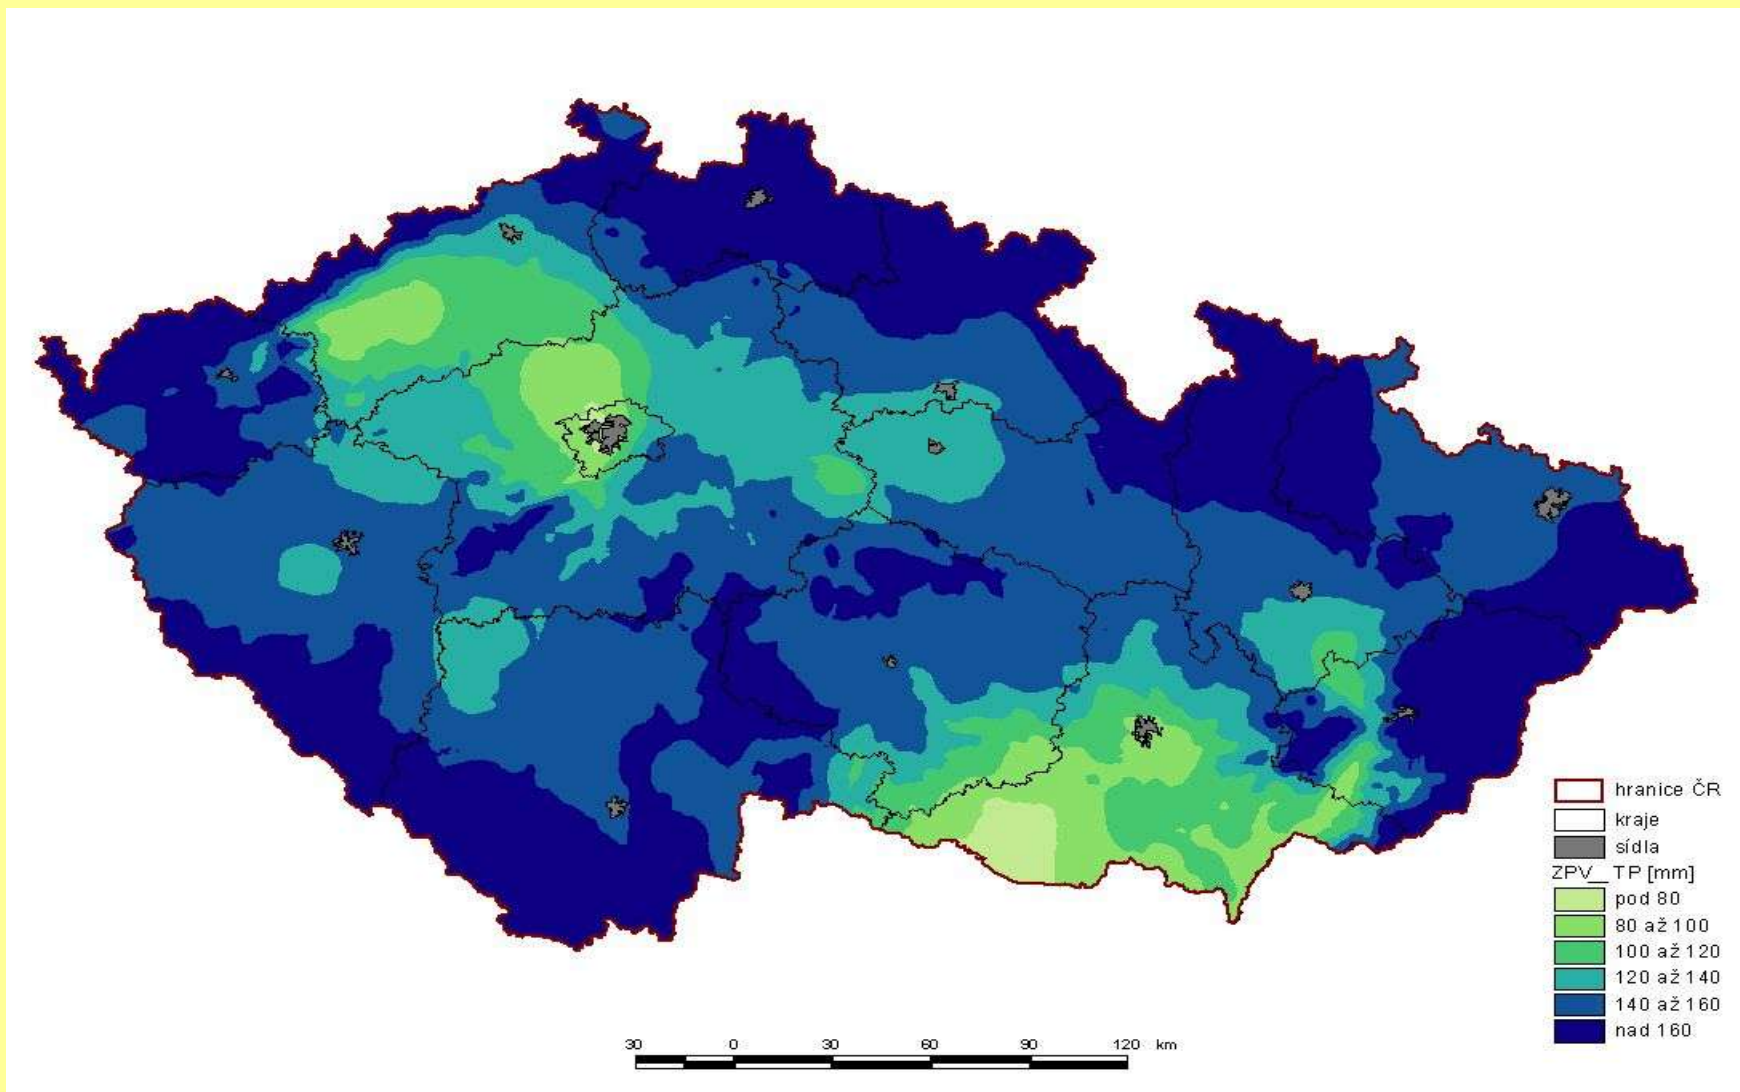 hranice ČR
kraje
sídla
ZPV__TP [mm]
pod 80
80 až 100
100 až 120
120 až 140
140 až 160
nad 160
30 0 30 60 90 120 km